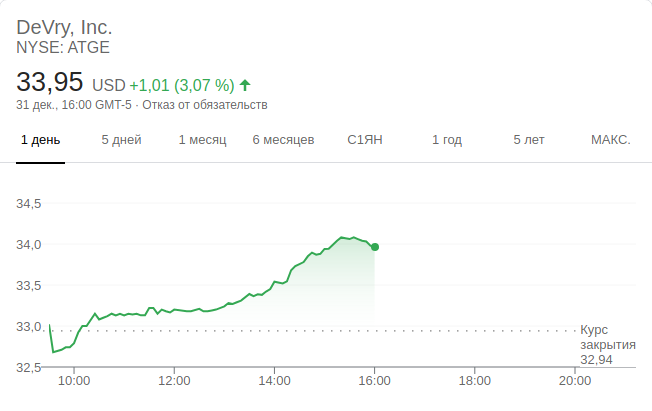 DeVry, Inc.
NYSE: ATGE
33,95 USD +1,01 (3,07 %)
31 дек., 16:00 GMT-5 · Отказ от обязательств
1 день 5 дней 1 месяц 6 месяцев С1ЯН 1 год 5 лет МАКС.
34,5
34,0
33,5
33,0
Курс
закрытия
32,94
32,5
10:00 12:00 14:00 16:00 18:00 20:00